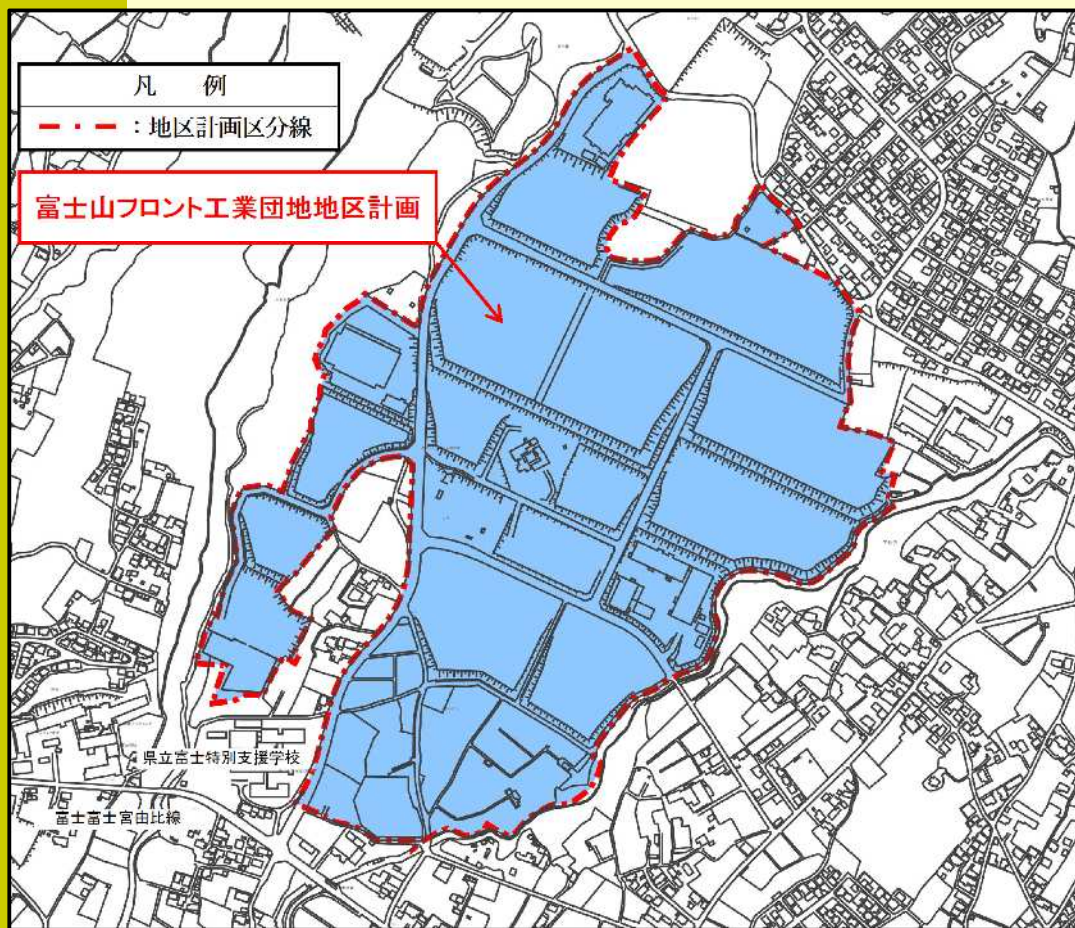 凡 例
：地区計画区分線
富士山フロント工業団地地区計画
県立富士特別支援学校
富士富士宮由比線